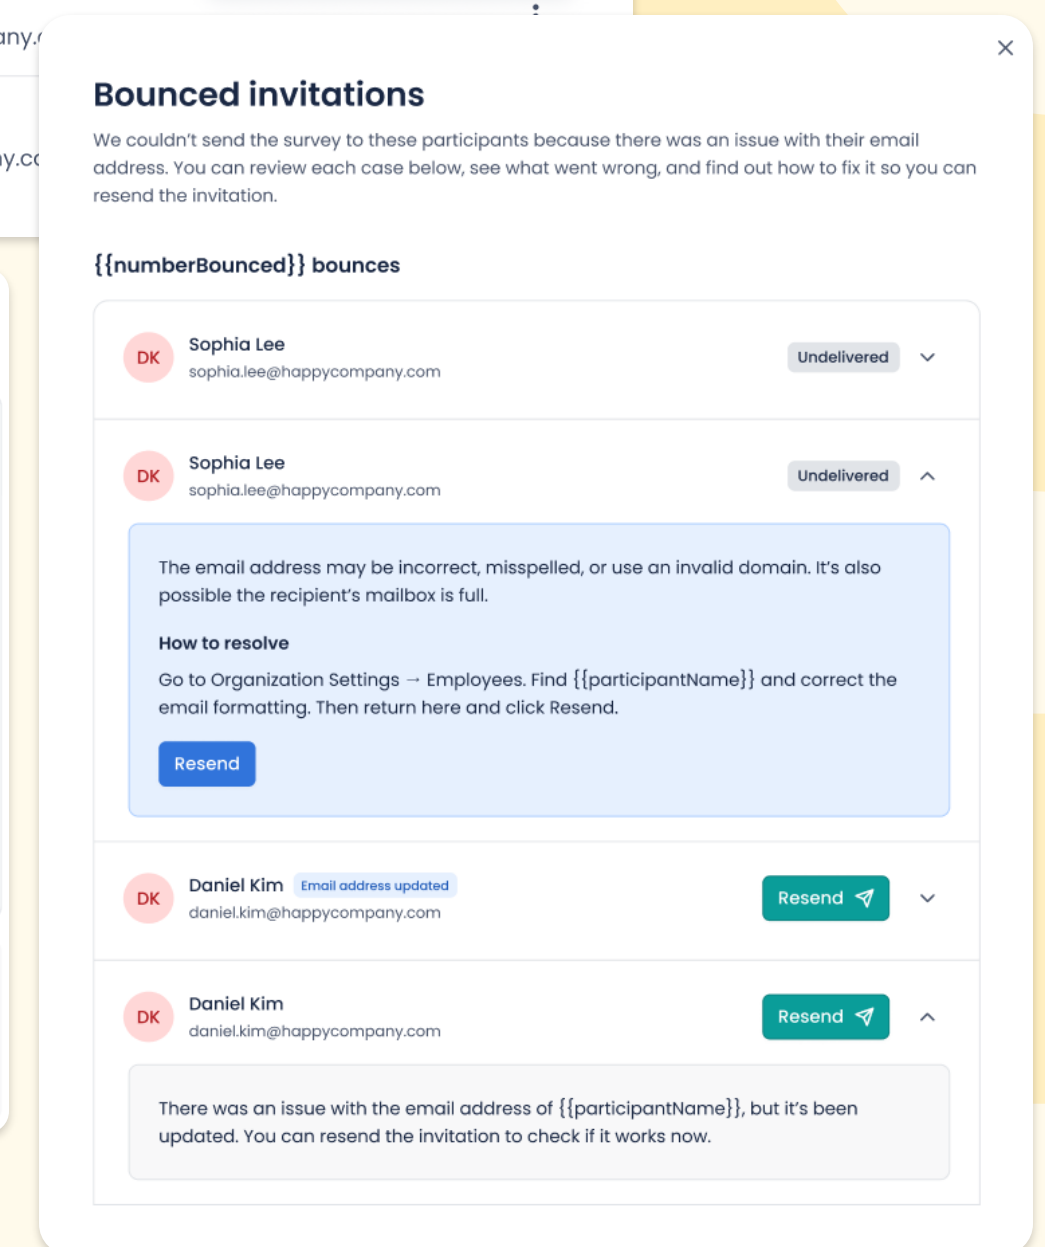 any.c
y.co
Bounced invitations
We couldn’t send the survey to these participants because there was an issue with their email
address. You can review each case below, see what went wrong, and find out how to fix it so you can
resend the invitation.
{{numberBounced}} bounces
DK
Sophia Lee
sophia.lee@happycompany.com
Undelivered
DK
Sophia Lee
sophia.lee@happycompany.com
Undelivered
The email address may be incorrect, misspelled, or use an invalid domain. It’s also
possible the recipient’s mailbox is full.
How to resolve
Go to Organization Settings → Employees. Find {{participantName}} and correct the
email formatting. Then return here and click Resend.
Resend
DK
Daniel Kim Email address updated
daniel.kim@happycompany.com
Resend
DK
Daniel Kim
daniel.kim@happycompany.com
Resend
There was an issue with the email address of {{participantName}}, but it’s been
updated. You can resend the invitation to check if it works now.